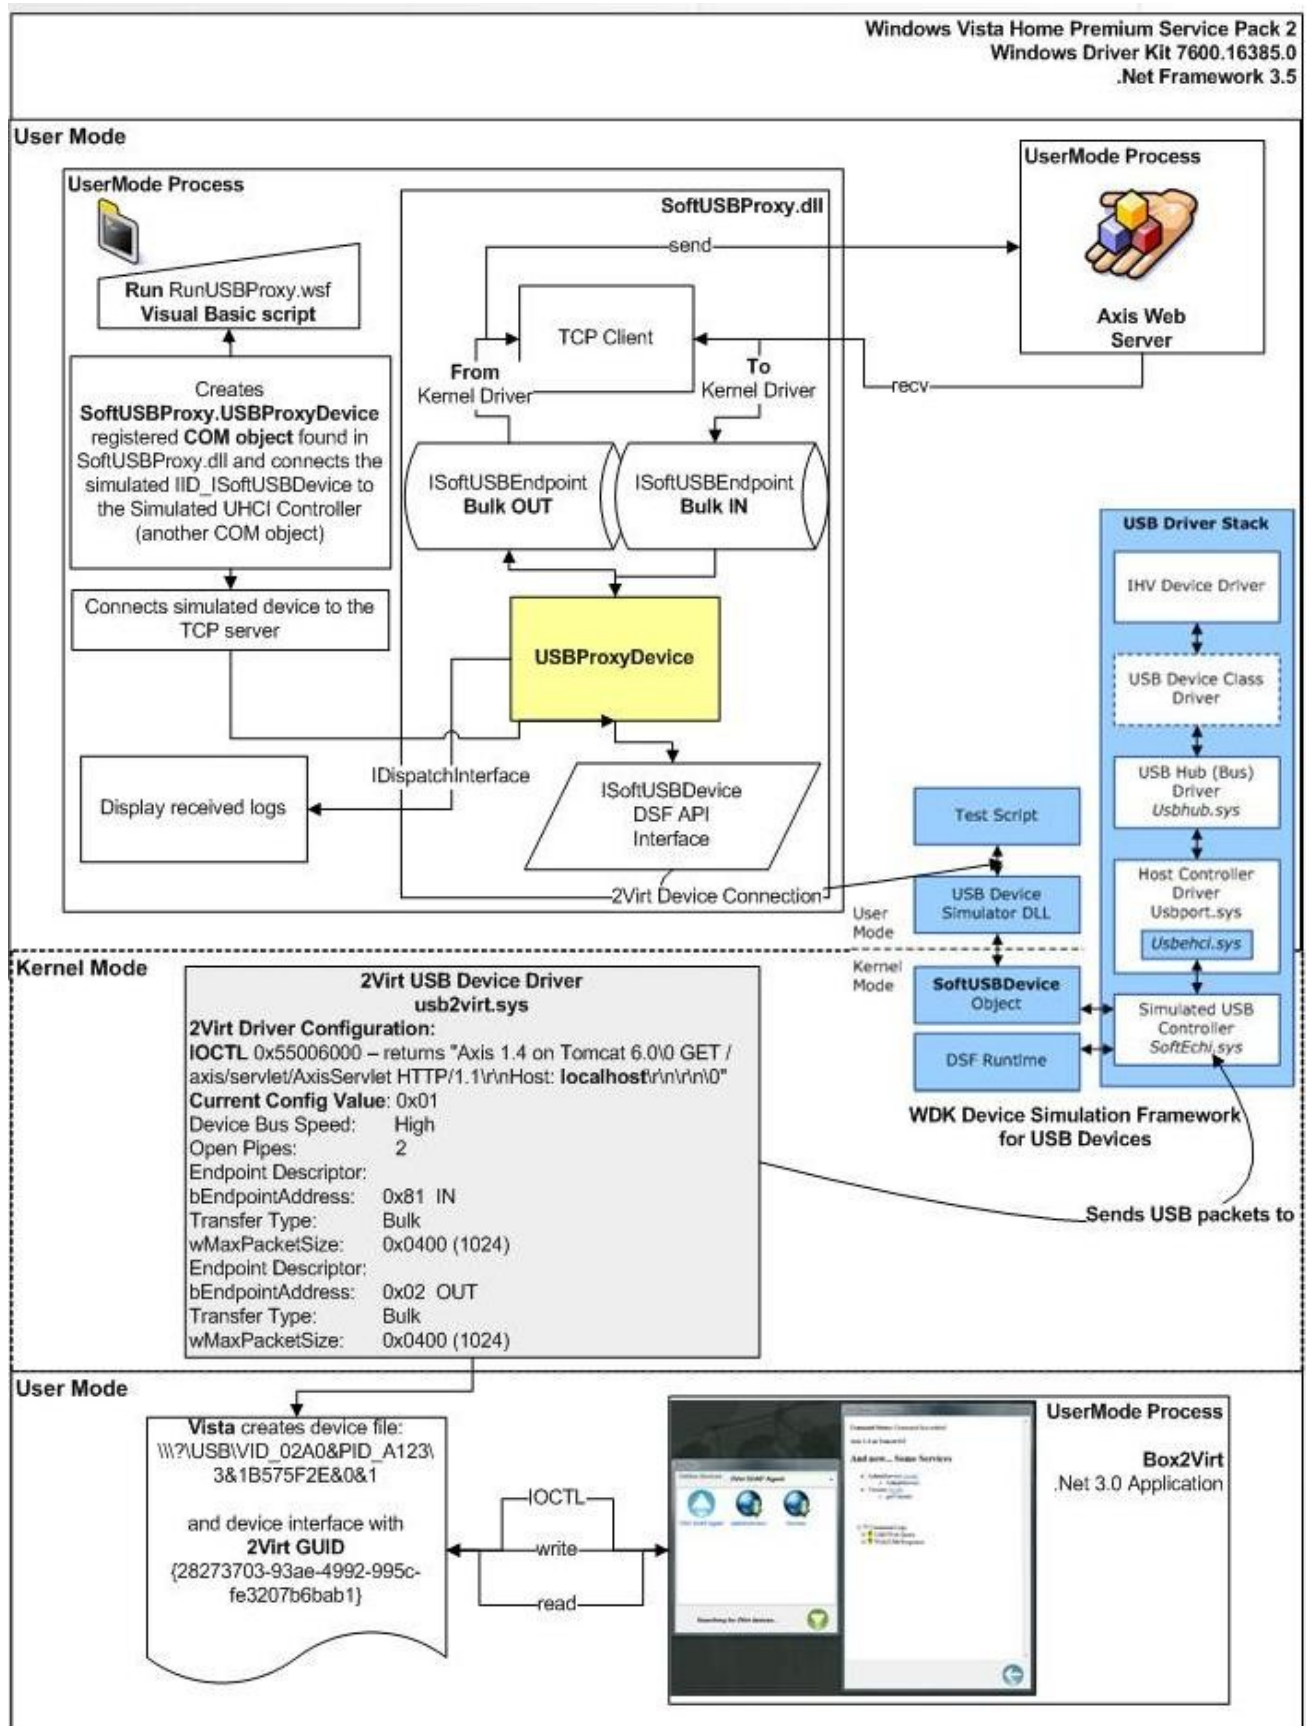 Windows Vista Home Premium Service Pack 2
Windows Driver Kit 7600.16385.0
.Net Framework 3.5
User Mode
UserMode Process
SoftUSBProxy.dll
send
UserMode Process
Axis Web
Server
Run RunUSBProxy.wsf
Visual Basic script
TCP Client
From
Kernel Driver
To
Kernel Driver
recv
Creates
SoftUSBProxy.USBProxyDevice
registered COM object found in
SoftUSBProxy.dll and connects the
simulated IID_ISoftUSBDevice to
the Simulated UHCI Controller
(another COM object)
ISoftUSBEndpoint
Bulk OUT
ISoftUSBEndpoint
Bulk IN
Connects simulated device to the
TCP server
USBProxyDevice
IDispatchInterface
Display received logs
ISoftUSBDevice
DSF API
Interface
2Virt Device Connection
USB Driver Stack
IHV Device Driver
USB Device Class
Driver
USB Hub (Bus)
Driver
Usbhub.sys
Host Controller
Driver
Usbport.sys
Usbehci.sys
Simulated USB
Controller
SoftEchi.sys
Test Script
USB Device
Simulator DLL
User
Mode
Kernel
Mode
SoftUSBDevice
Object
DSF Runtime
WDK Device Simulation Framework
for USB Devices
Sends USB packets to
Kernel Mode
2Virt USB Device Driver
usb2virt.sys
2Virt Driver Configuration:
IOCTL 0x55006000 – returns "Axis 1.4 on Tomcat 6.0\0 GET /
axis/servlet/AxisServlet HTTP/1.1\r\nHost: localhost\r\n\r\n\0"
Current Config Value: 0x01
Device Bus Speed: High
Open Pipes: 2
Endpoint Descriptor:
bEndpointAddress: 0x81 IN
Transfer Type: Bulk
wMaxPacketSize: 0x0400 (1024)
Endpoint Descriptor:
bEndpointAddress: 0x02 OUT
Transfer Type: Bulk
wMaxPacketSize: 0x0400 (1024)
User Mode
Vista creates device file:
\\\?\USB\VID_02A0&PID_A123\
3&1B575F2E&0&1
and device interface with
2Virt GUID
{28273703-93ae-4992-995c-
fe3207b6bab1}
IOCTL
write
read
UserMode Process
Box2Virt
.Net 3.0 Application
And now... Some Services